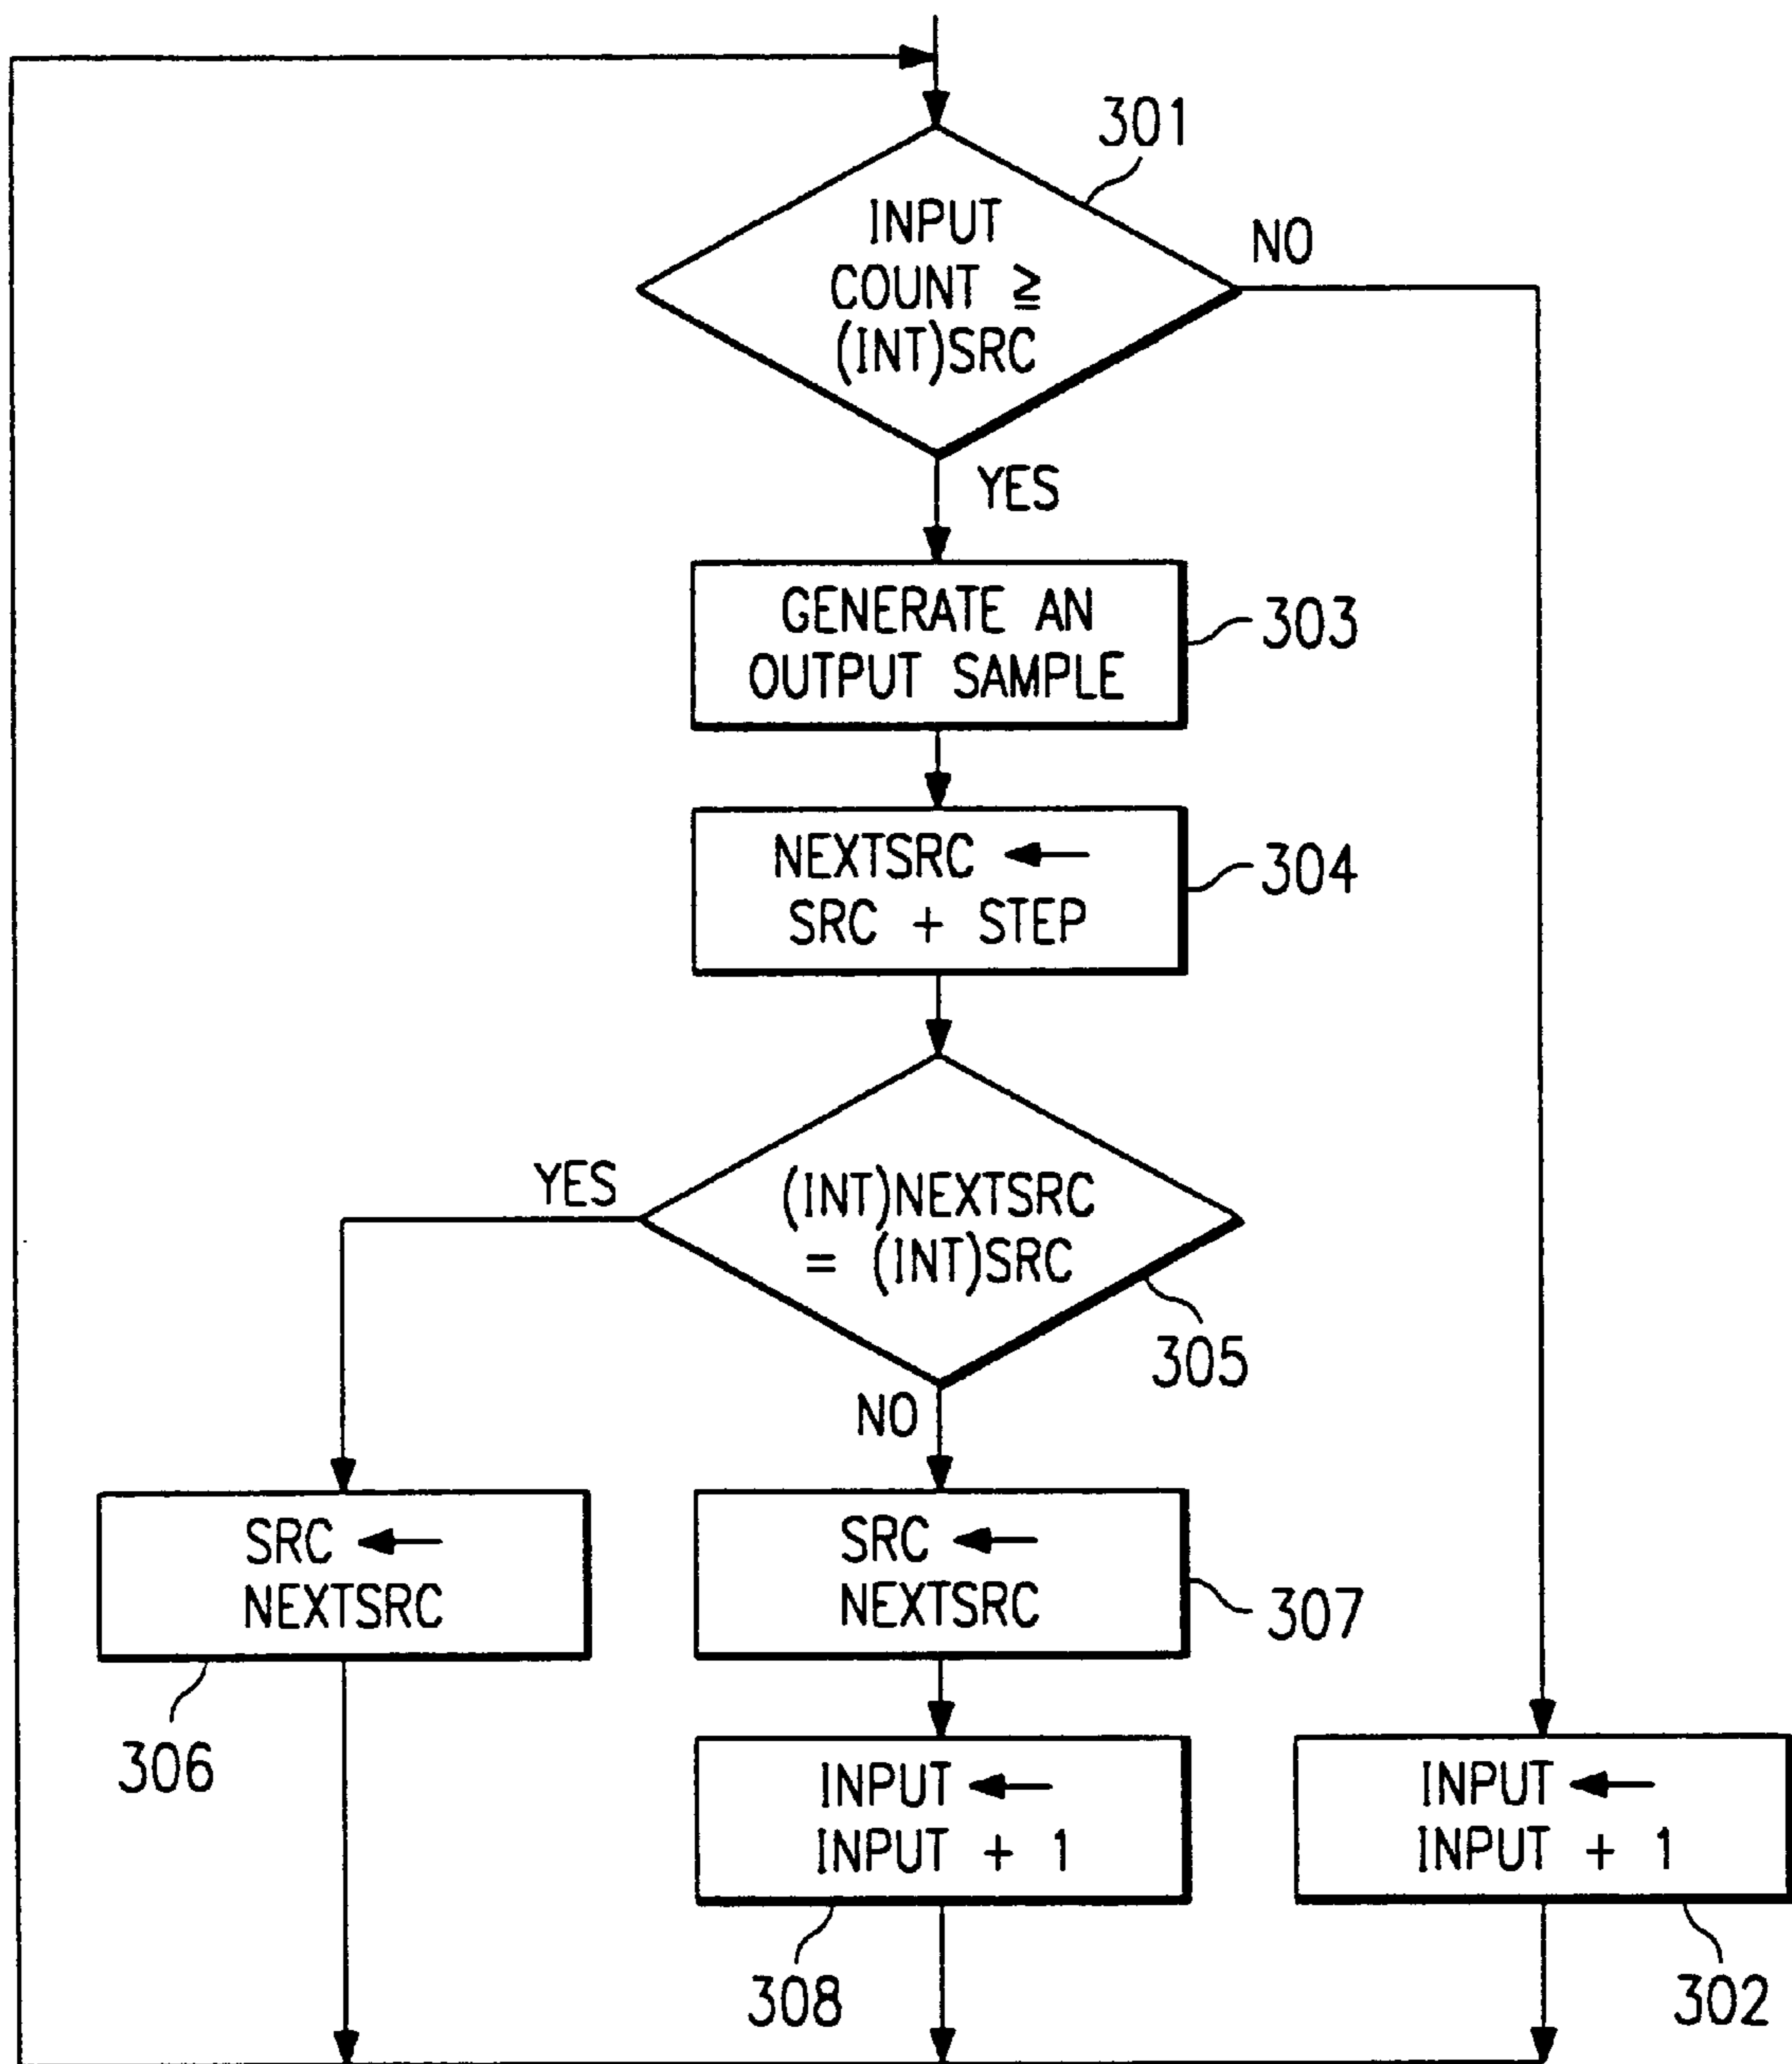 301
INPUT
COUNT ≧
(INT)SRC
NO
YES
GENERATE AN
OUTPUT SAMPLE
303
NEXTSRC ←
SRC + STEP
304
YES
(INT)NEXTSRC
= (INT)SRC
305
NO
SRC ←
NEXTSRC
306
SRC ←
NEXTSRC
307
INPUT ←
INPUT + 1
308
INPUT ←
INPUT + 1
302